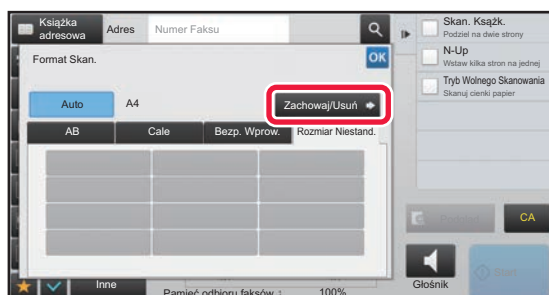 Książka
adresowa
Adres
Numer Faksu
Skan. Ksążk.
Podziel na dwie strony
N-Up
Wstaw kilka stron na jednej
Tryb Wolnego Skanowania
Skanuj cienki papier
Format Skan.
OK
Auto
A4
Zachowaj/Usuń
AB
Cale
Bezp. Wprow.
Rozmiar Niestand.
CA
Start
Głośnik
Inne
Pamięć odbioru faksów
100%